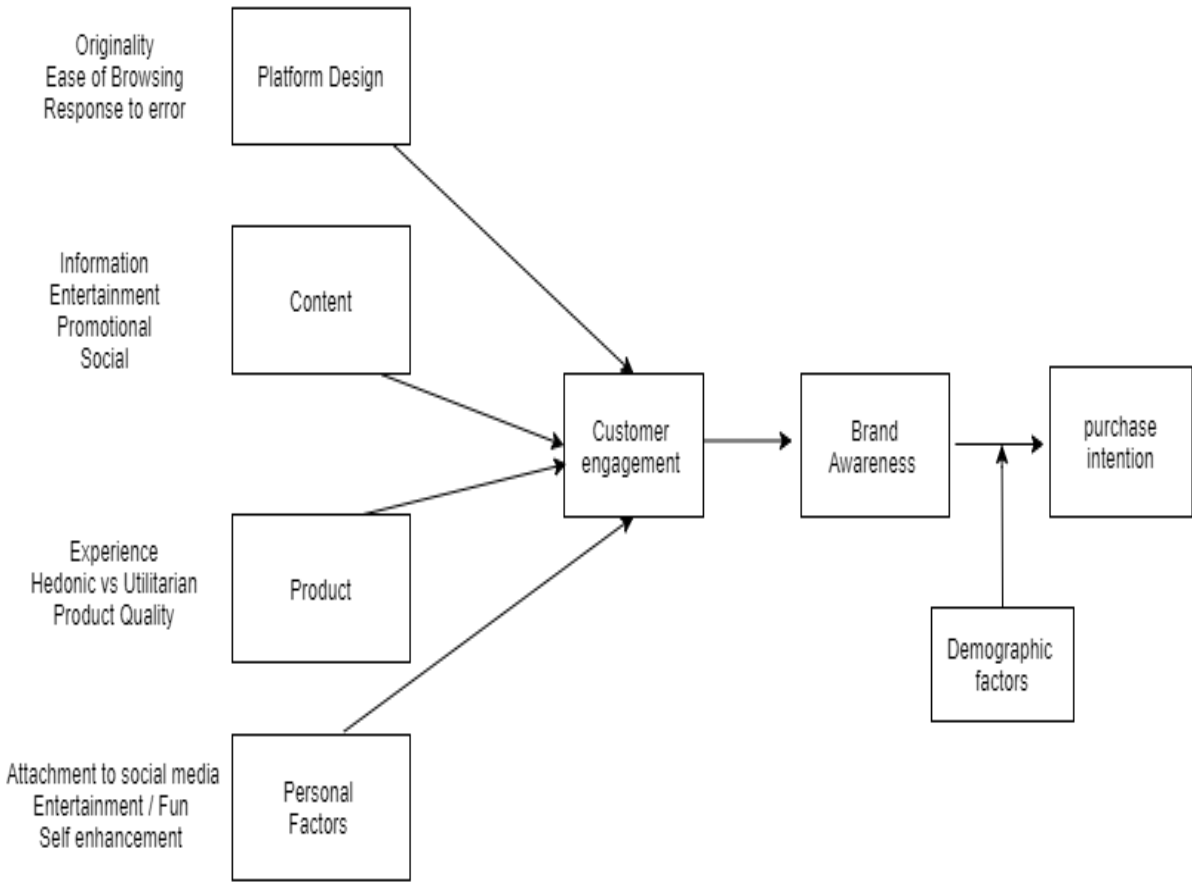 Originality
Ease of Browsing
Response to error
Platform Design
Information
Entertainment
Promotional
Social
Content
Customer
engagement
Brand
Awareness
purchase
intention
Experience
Hedonic vs Utilitarian
Product Quality
Product
Demographic
factors
Attachment to social media
Entertainment / Fun
Self enhancement
Personal
Factors